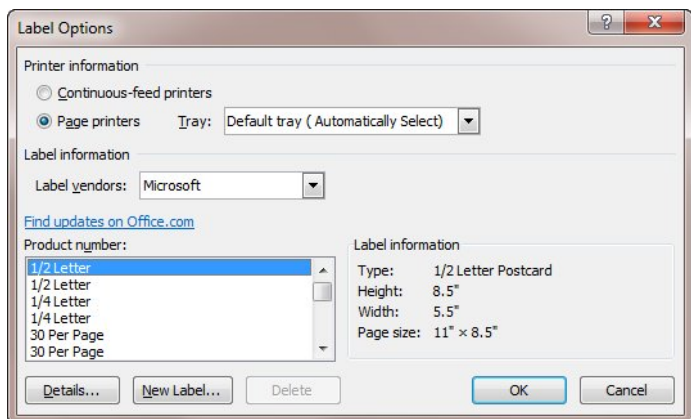 Label Options
Printer information
Continuous-feed printers
Page printers Tray: Default tray ( Automatically Select)
Label information
Label vendors: Microsoft
Find updates on Office.com
Product number:
1/2 Letter
1/2 Letter
1/4 Letter
1/4 Letter
30 Per Page
30 Per Page
Label information
Type: 1/2 Letter Postcard
Height: 8.5"
Width: 5.5"
Page size: 11" × 8.5"
Details... New Label... Delete OK Cancel